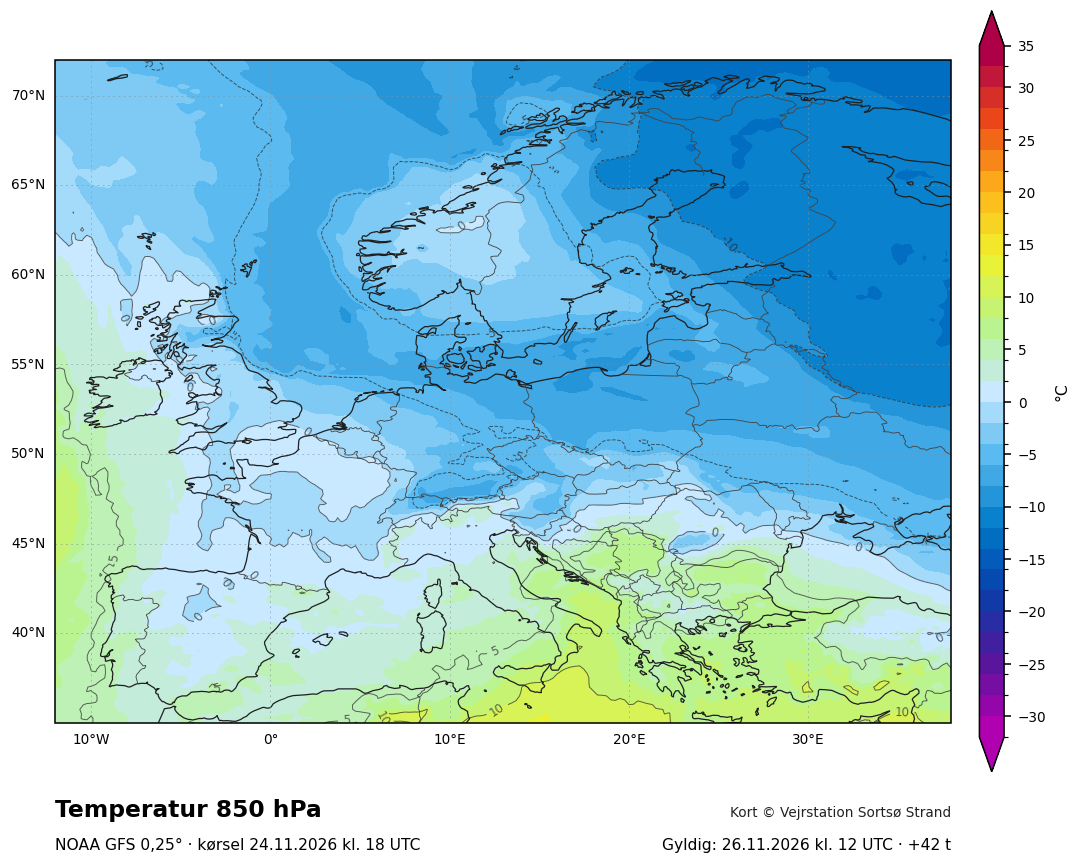 70°N
65°N
60°N
55°N
50°N
45°N
40°N
10°W
0°
10°E
20°E
30°E
35
30
25
20
15
10
5
0
−5
−10
−15
−20
−25
−30
°C
Temperatur 850 hPa
Kort © Vejrstation Sortsø Strand
NOAA GFS 0,25° · kørsel 24.11.2026 kl. 18 UTC
Gyldig: 26.11.2026 kl. 12 UTC · +42 t